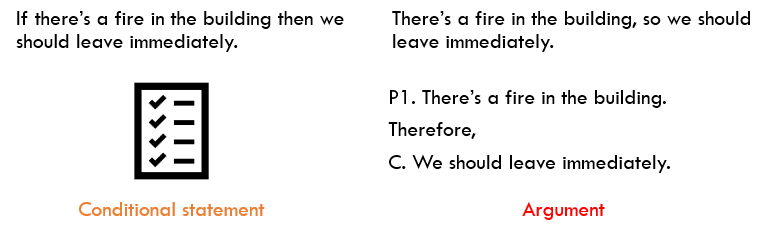 If there's a fire in the building then we
should leave immediately.
Conditional statement
There's a fire in the building, so we should
leave immediately.
P1. There's a fire in the building.
Therefore,
C. We should leave immediately.
Argument